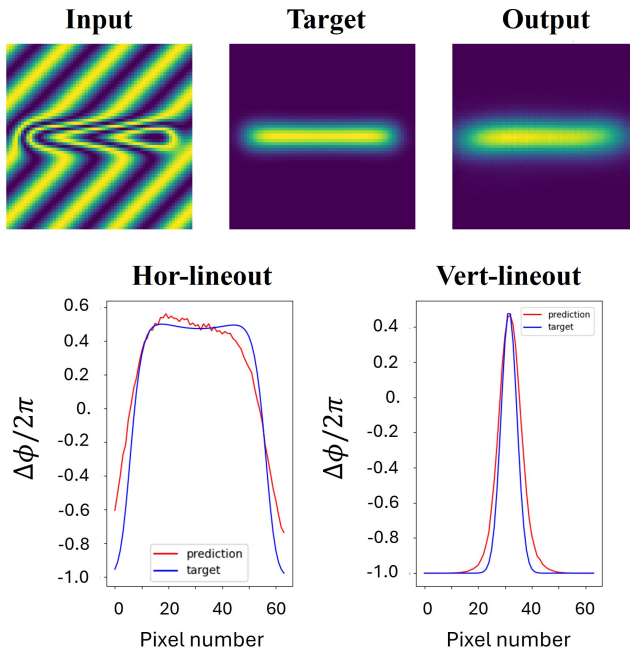 Input Target Output
Hor-lineout
Δϕ/2π
0.6
0.4
0.2
0.
-0.2
-0.4
-0.6
-0.8
-1.0
prediction
target
0 20 40 60
Pixel number
Vert-lineout
Δϕ/2π
0.4
0.2
0.
-0.2
-0.4
-0.6
-0.8
-1.0
prediction
target
0 20 40 60
Pixel number